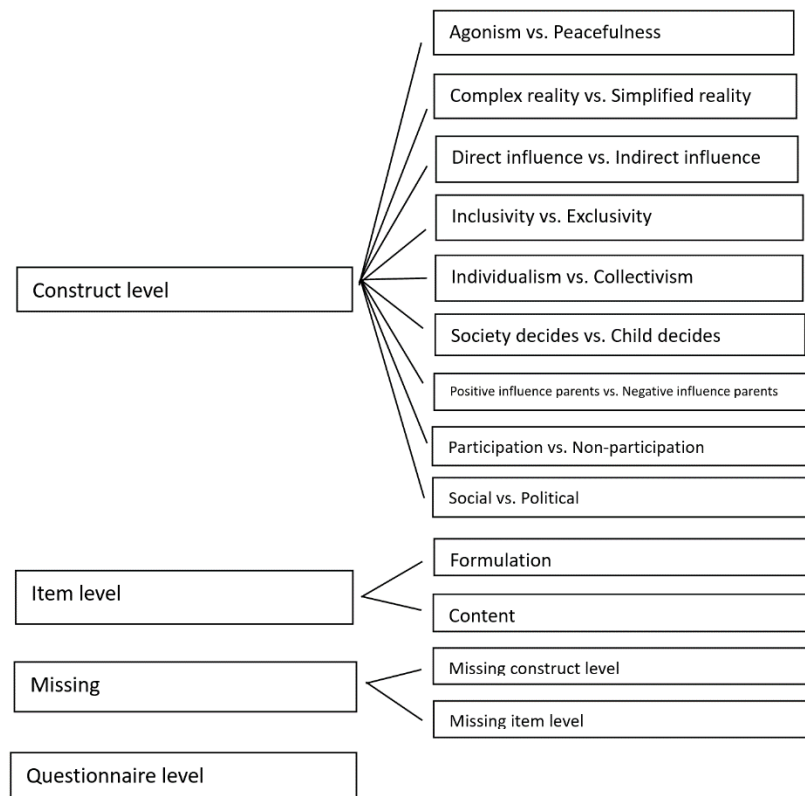 Agonism vs. Peacefulness
Complex reality vs. Simplified reality
Direct influence vs. Indirect influence
Inclusivity vs. Exclusivity
Construct level
Individualism vs. Collectivism
Society decides vs. Child decides
Positive influence parents vs. Negative influence parents
Participation vs. Non-participation
Social vs. Political
Item level
Formulation
Content
Missing
Missing construct level
Missing item level
Questionnaire level